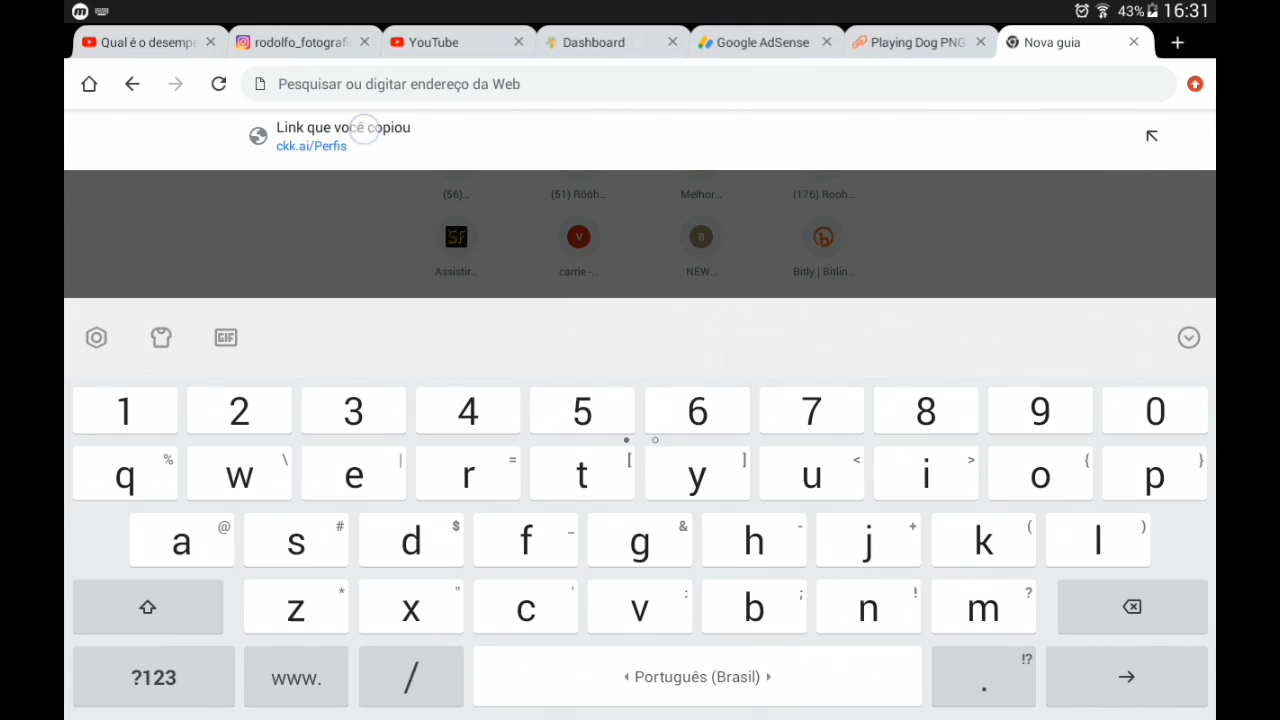 43% 16:31
Qual é o desempe
rodolfo_fotografi
YouTube
Dashboard
Google AdSense
Playing Dog PNG
Nova guia
Pesquisar ou digitar endereço da Web
Link que você copiou
ckk.ai/Perfis
(56)...
(51) Rööh...
Melhor...
(176) Rooh...
SF
V
B
Assistir...
carrie -...
NEW...
Bitly | Bitlin...
GIF
1 2 3 4 5 6 7 8 9 0
q % w \ e | r = t [ y ] u < i > o { p }
a @ s # d $ f _ g & h - j + k ( l )
z * x " c ' v : b ; n ! m ?
?123 www. / Português (Brasil) . !?